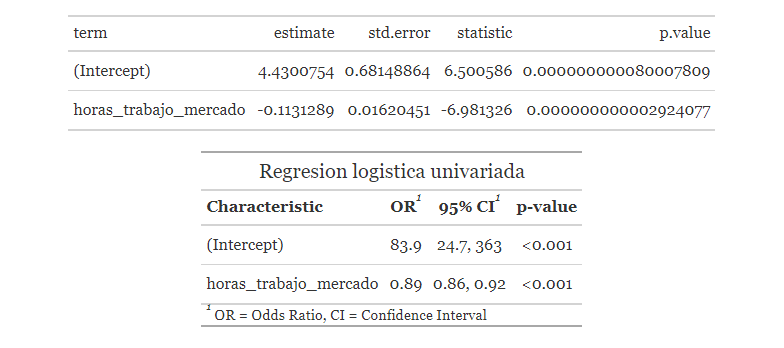 term estimate std.error statistic p.value
(Intercept) 4.4300754 0.68148864 6.500586 0.000000000080007809
horas_trabajo_mercado -0.1131289 0.01620451 -6.981326 0.000000000002924077
Regresion logistica univariada
Characteristic OR1 95% CI1 p-value
(Intercept) 83.9 24.7, 363 <0.001
horas_trabajo_mercado 0.89 0.86, 0.92 <0.001
1 OR = Odds Ratio, CI = Confidence Interval